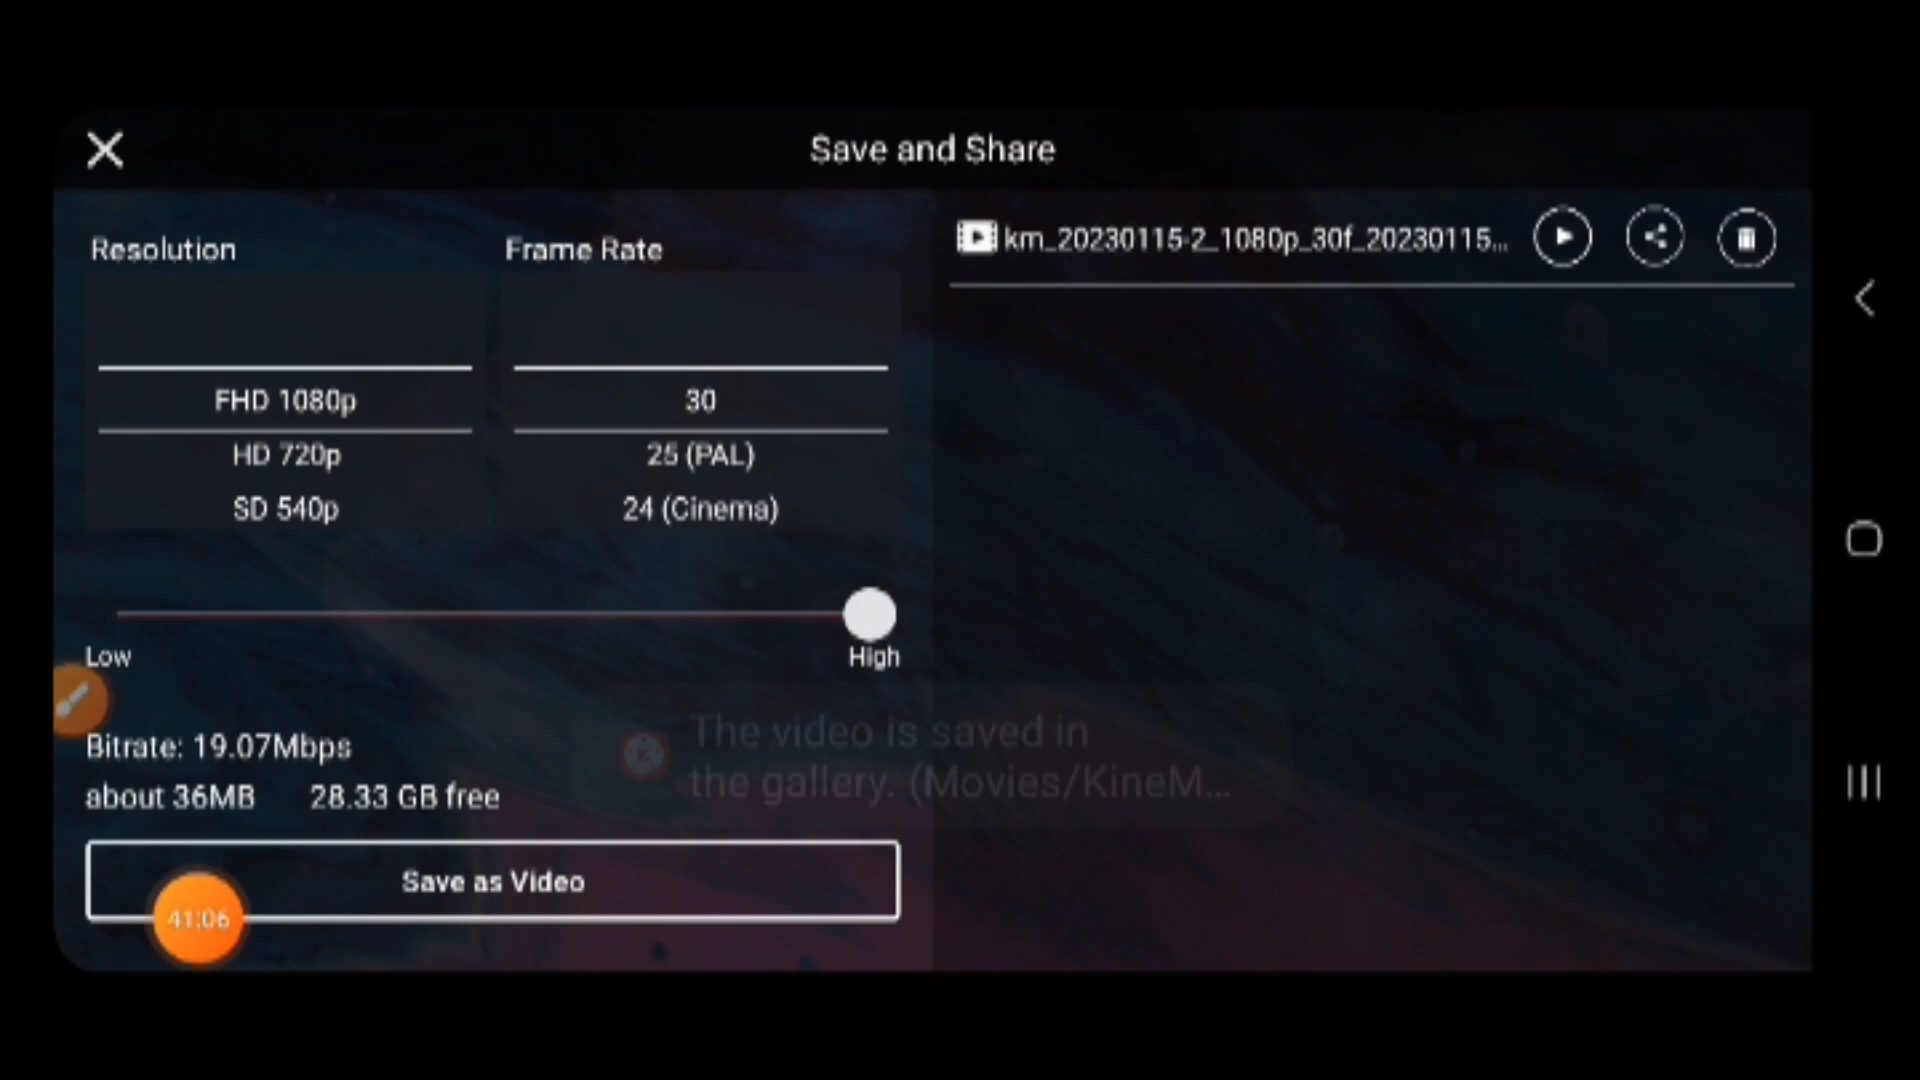 Save and Share
Resolution
Frame Rate
km_20230115-2_1080p_30f_20230115...
FHD 1080p
30
HD 720p
25 (PAL)
SD 540p
24 (Cinema)
Low
High
The video is saved in
the gallery. (Movies/KineM...
Bitrate: 19.07Mbps
about 36MB
28.33 GB free
Save as Video
41:06